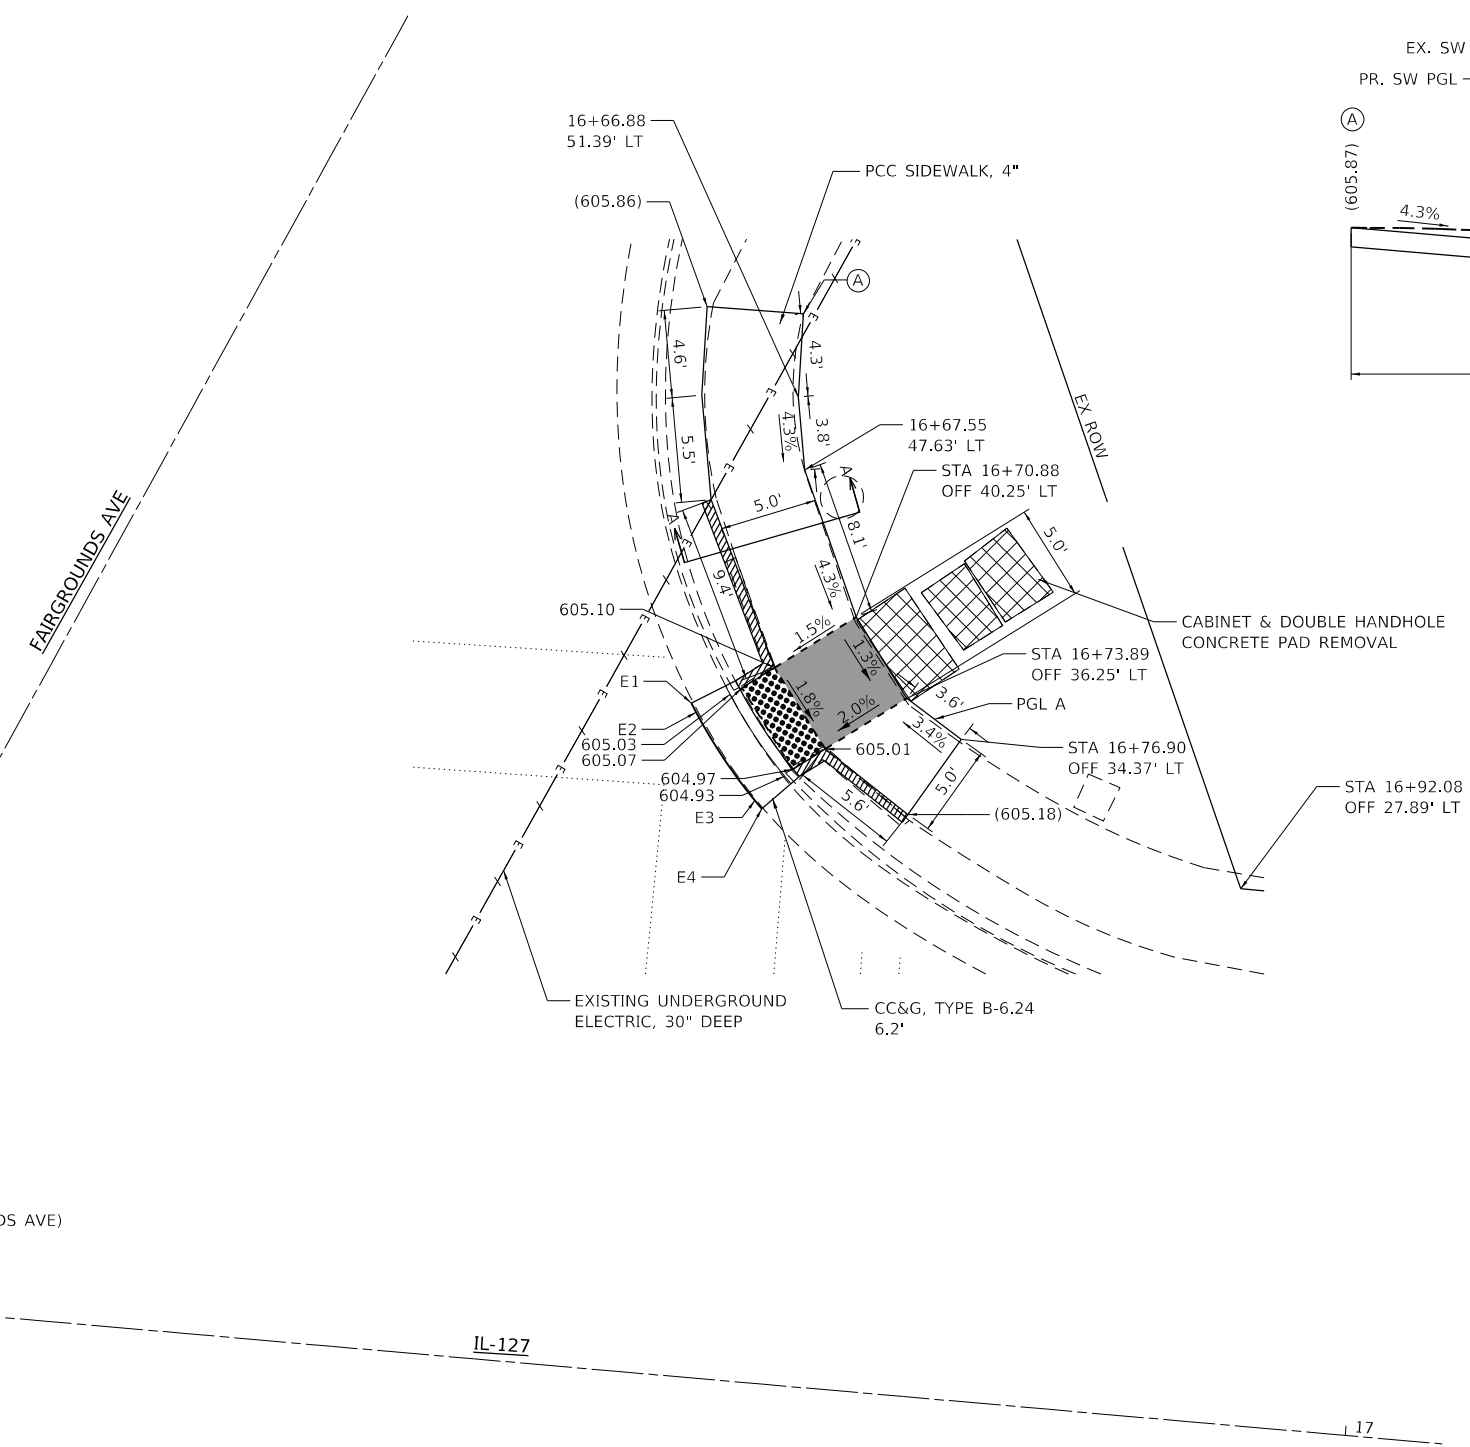 EX. SW
PR. SW PGL
A
(605.87)
4.3%
16+66.88
51.39' LT
PCC SIDEWALK, 4"
(605.86)
E
A
E
4.6'
4.3'
E
EX ROW
5.5'
4.3%
3.8'
16+67.55
47.63' LT
E
A
STA 16+70.88
OFF 40.25' LT
5.0'
A
8.1'
5.0'
E
FAIRGROUNDS AVE
9.4'
4.3%
605.10
1.5%
CABINET & DOUBLE HANDHOLE
CONCRETE PAD REMOVAL
E
1.3%
STA 16+73.89
OFF 36.25' LT
E1
E
1.8%
3.6'
PGL A
2.0%
E2
605.03
605.07
3.4%
605.01
STA 16+76.90
OFF 34.37' LT
E
604.97
604.93
5.0'
STA 16+92.08
OFF 27.89' LT
5.6'
E3
(605.18)
E
E4
E
EXISTING UNDERGROUND
ELECTRIC, 30" DEEP
CC&G, TYPE B-6.24
6.2'
DS AVE)
IL-127
17